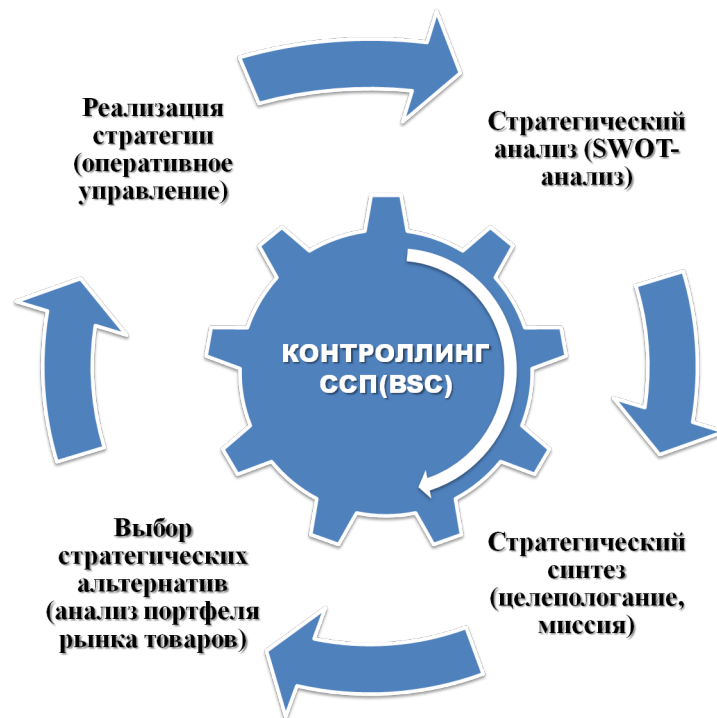 Реализация
стратегии
(оперативное
управление)
Стратегический
анализ (SWOT-
анализ)
КОНТРОЛЛИНГ
ССП(BSC)
Выбор
стратегических
альтернатив
(анализ портфеля
рынка товаров)
Стратегический
синтез
(целепологание,
миссия)